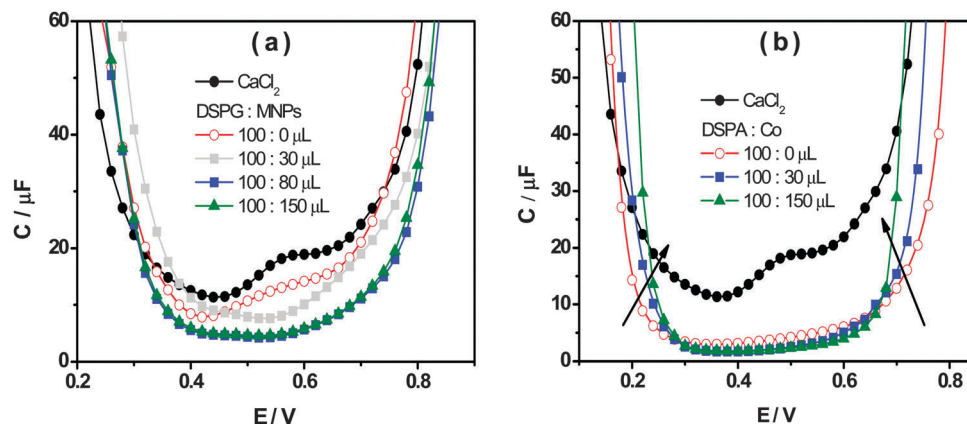 60
50
40
20
0
C / μF
(a)
CaCl₂
DSPG : MNPs
100 : 0 μL
100 : 30 μL
100 : 80 μL
100 : 150 μL
0.2 0.4 0.6 0.8
E / V
60
50
40
30
20
10
0
C / μF
(b)
CaCl₂
DSPA : Co
100 : 0 μL
100 : 30 μL
100 : 150 μL
0.2 0.4 0.6 0.8
E / V